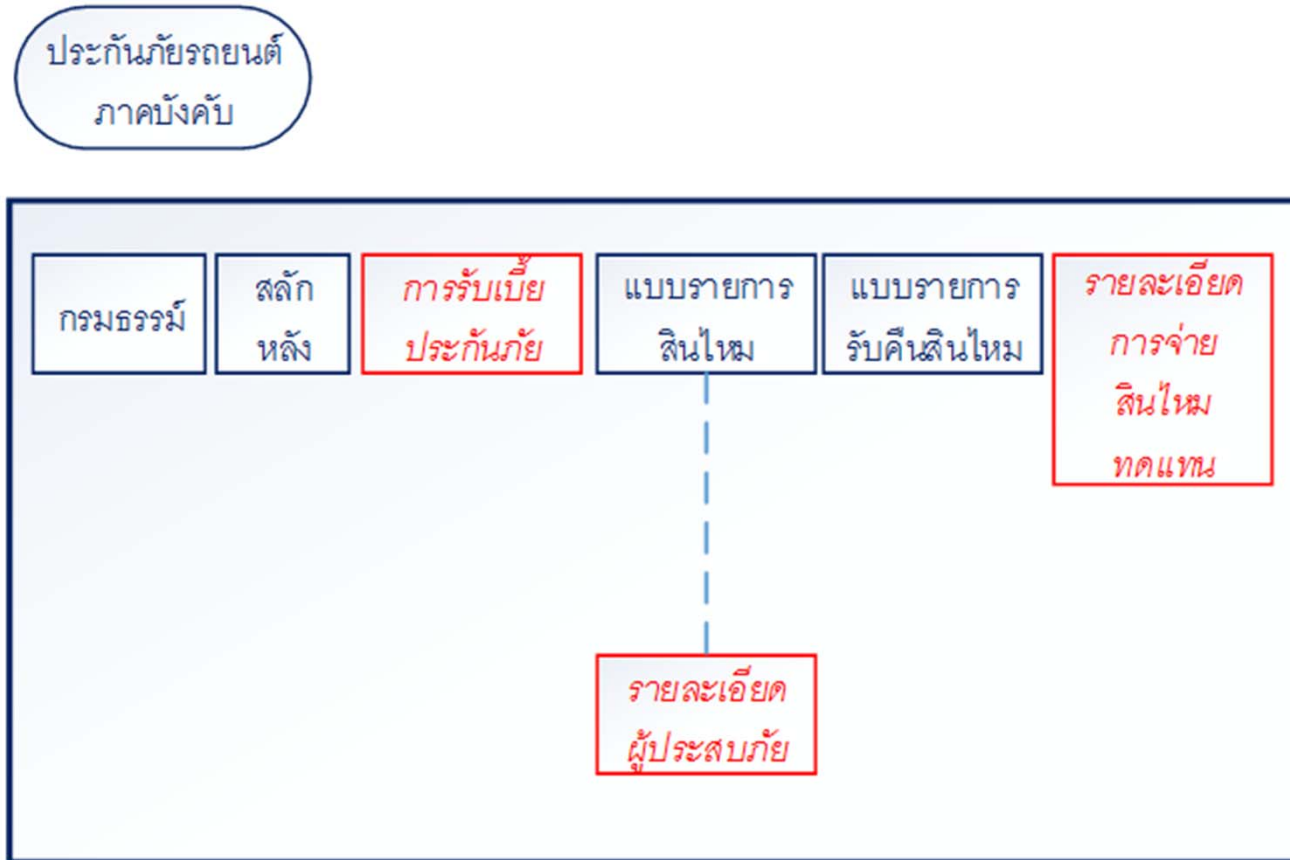 ประกันภัยรถยนต์
ภาคบังคับ
กรมธรรม์
สลัก
หลัง
การรับเบี้ย
ประกันภัย
แบบรายการ
สินไหม
แบบรายการ
รับคืนสินไหม
รายละเอียด
การจ่าย
สินไหม
ทดแทน
รายละเอียด
ผู้ประสบภัย